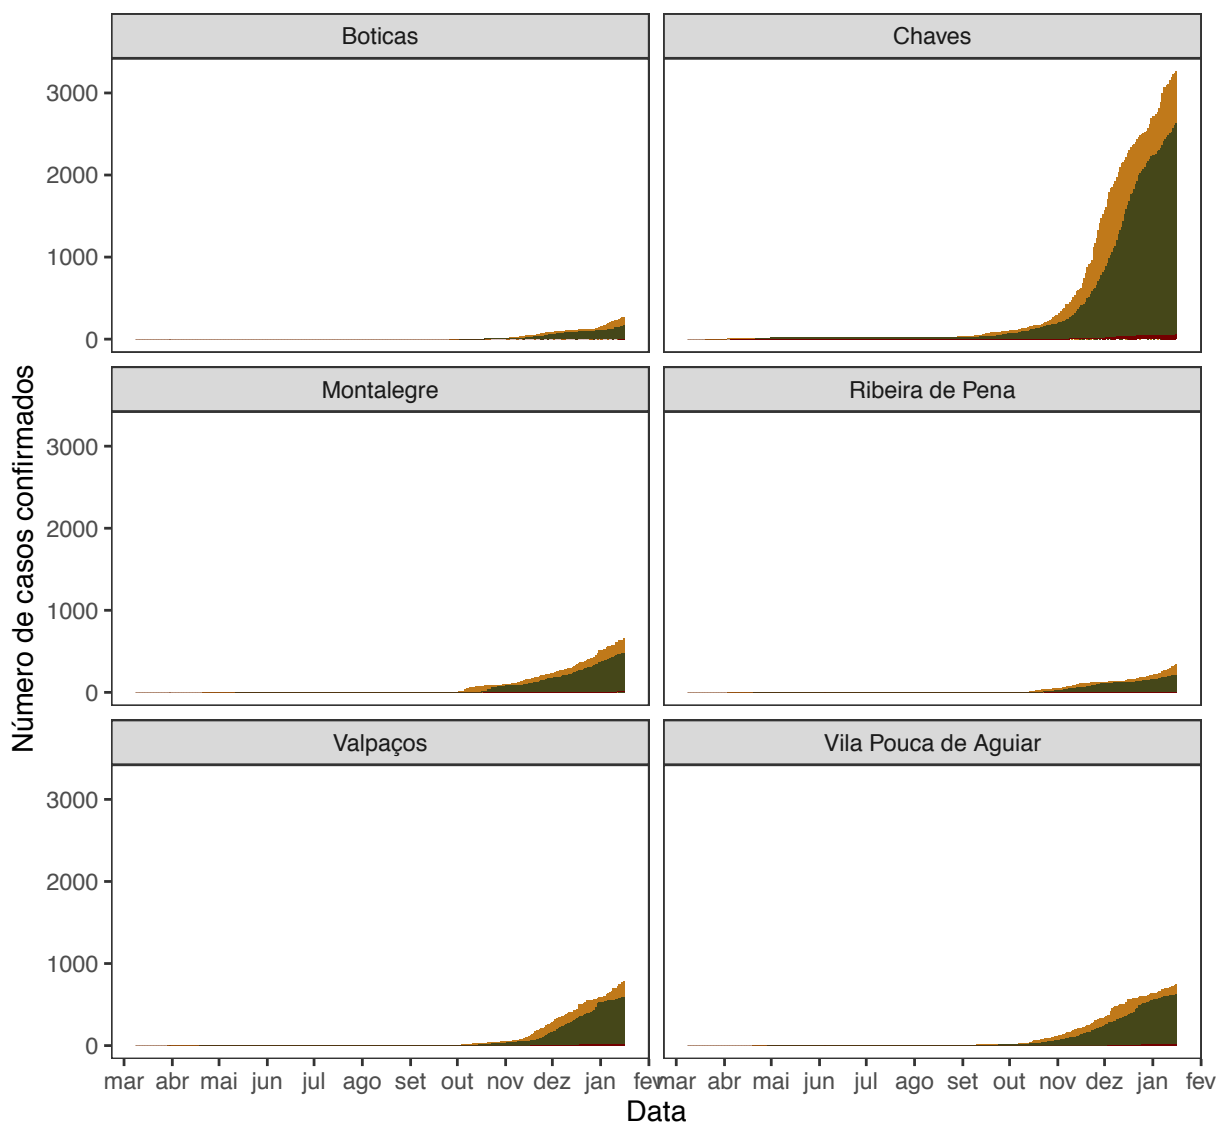 Boticas
Chaves
3000
2000
1000
0
Montalegre
Ribeira de Pena
3000
2000
1000
0
Valpaços
Vila Pouca de Aguiar
3000
2000
1000
0
mar abr mai jun jul ago set out nov dez jan fev
mar abr mai jun jul ago set out nov dez jan fev
Data
Número de casos confirmados